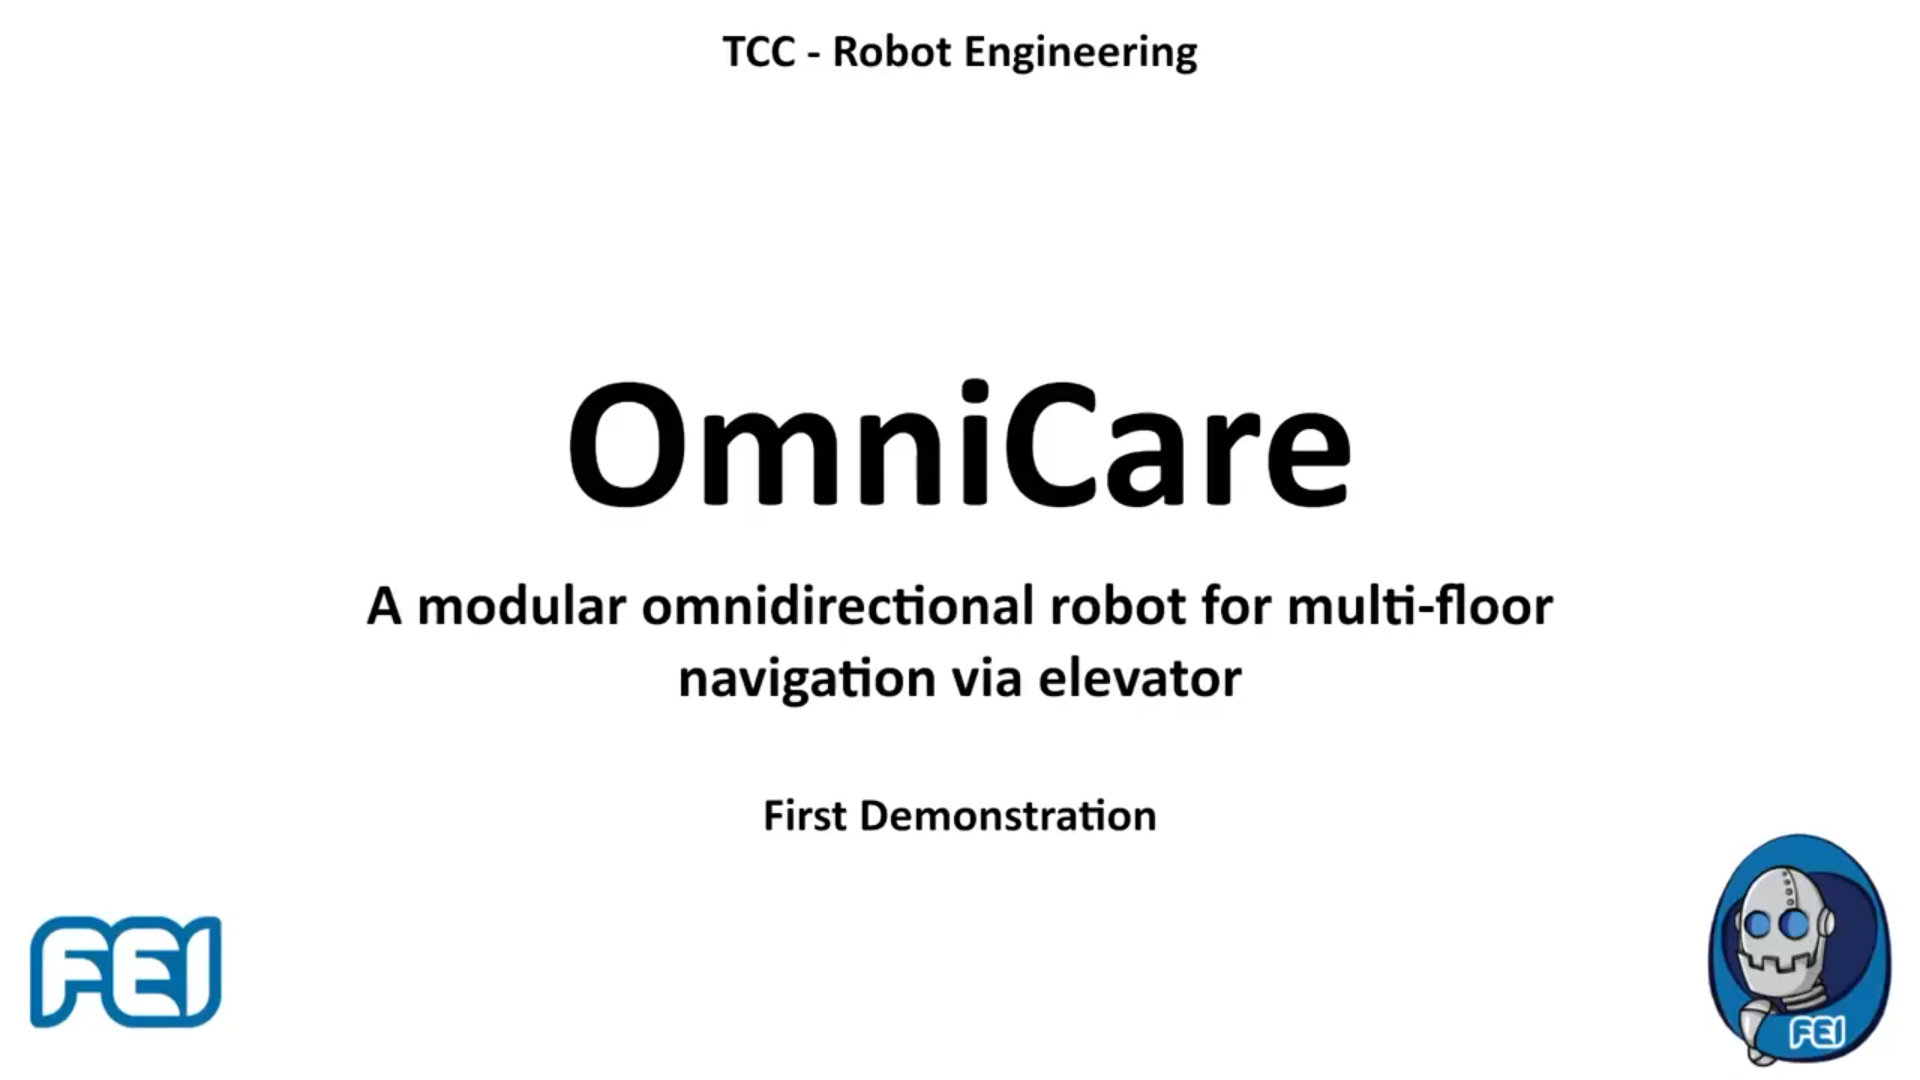 TCC - Robot Engineering
OmniCare
A modular omnidirectional robot for multi-floor
navigation via elevator
First Demonstration
FEI
FEI